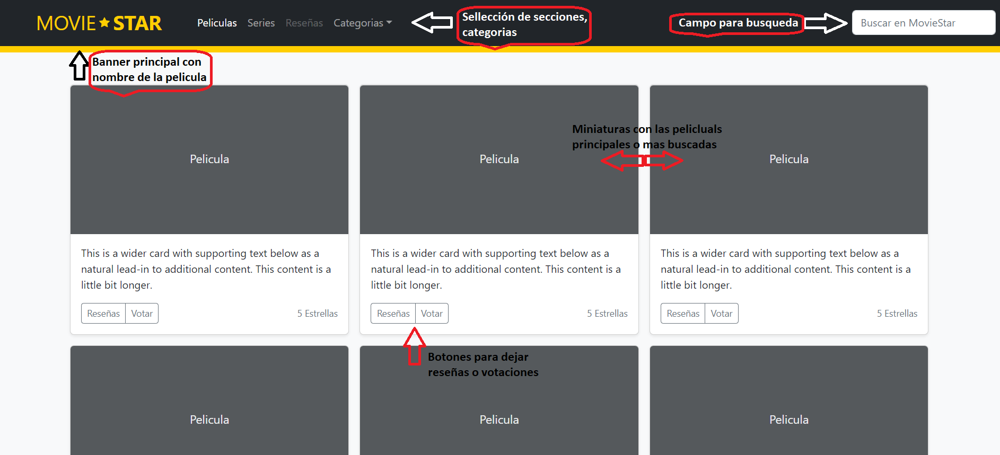 MOVIE★STAR Peliculas Series Reseñas Categorias
Sellección de secciones,
categorias
Campo para busqueda
Buscar en MovieStar
Banner principal con
nombre de la pelicula
Miniaturas con las pelicluals
principales o mas buscadas
Pelicula
Pelicula
Pelicula
This is a wider card with supporting text below as a
natural lead-in to additional content. This content is a
little bit longer.
Reseñas Votar 5 Estrellas
This is a wider card with supporting text below as a
natural lead-in to additional content. This content is a
little bit longer.
Reseñas Votar 5 Estrellas
This is a wider card with supporting text below as a
natural lead-in to additional content. This content is a
little bit longer.
Reseñas Votar 5 Estrellas
Botones para dejar
reseñas o votaciones
Pelicula
Pelicula
Pelicula